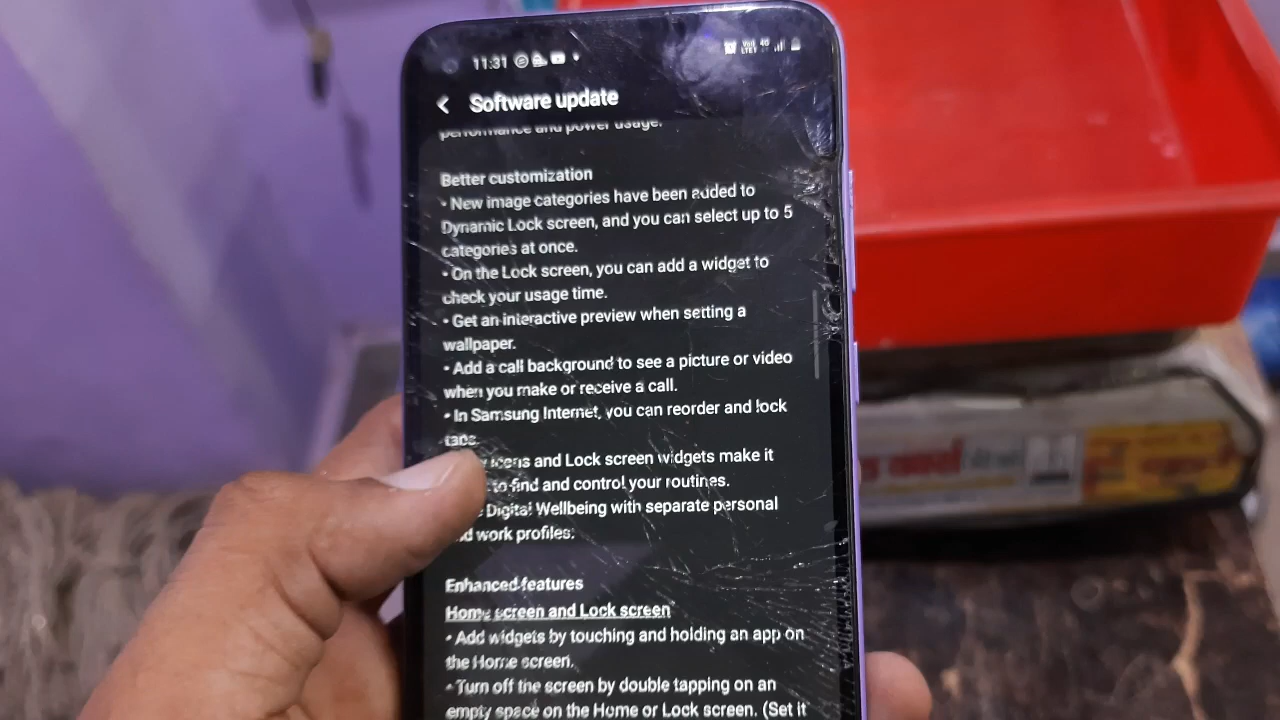 11:31
Software update
performance and power usage.
Better customization
• New image categories have been added to
Dynamic Lock screen, and you can select up to 5
categories at once.
• On the Lock screen, you can add a widget to
check your usage time.
• Get an interactive preview when setting a
wallpaper.
• Add a call background to see a picture or video
when you make or receive a call.
• In Samsung Internet, you can reorder and lock
tabs.
icons and Lock screen widgets make it
to find and control your routines.
Digital Wellbeing with separate personal
work profiles.
Enhanced features
Home screen and Lock screen
• Add widgets by touching and holding an app on
the Home screen.
• Turn off the screen by double tapping on an
empty space on the Home or Lock screen. (Set it